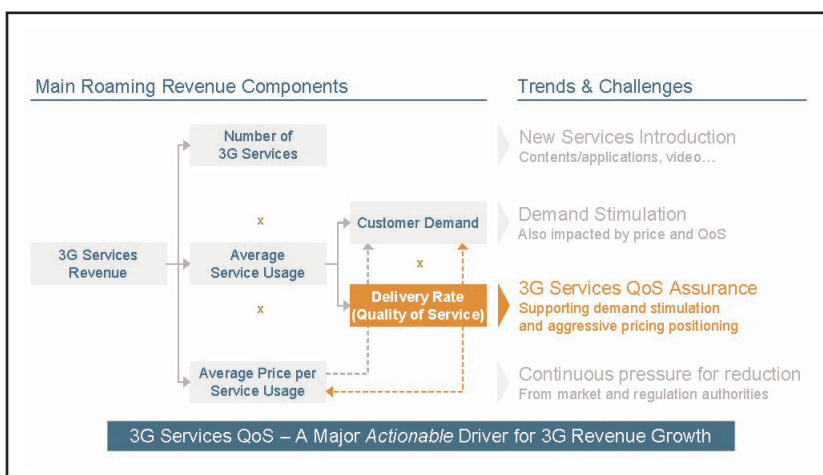 Main Roaming Revenue Components
Trends & Challenges
Number of
3G Services
New Services Introduction
Contents/applications, video…
x
Customer Demand
Demand Stimulation
Also impacted by price and QoS
3G Services
Revenue
Average
Service Usage
x
x
Delivery Rate
(Quality of Service)
3G Services QoS Assurance
Supporting demand stimulation
and aggressive pricing positioning
Average Price per
Service Usage
Continuous pressure for reduction
From market and regulation authorities
3G Services QoS – A Major Actionable Driver for 3G Revenue Growth